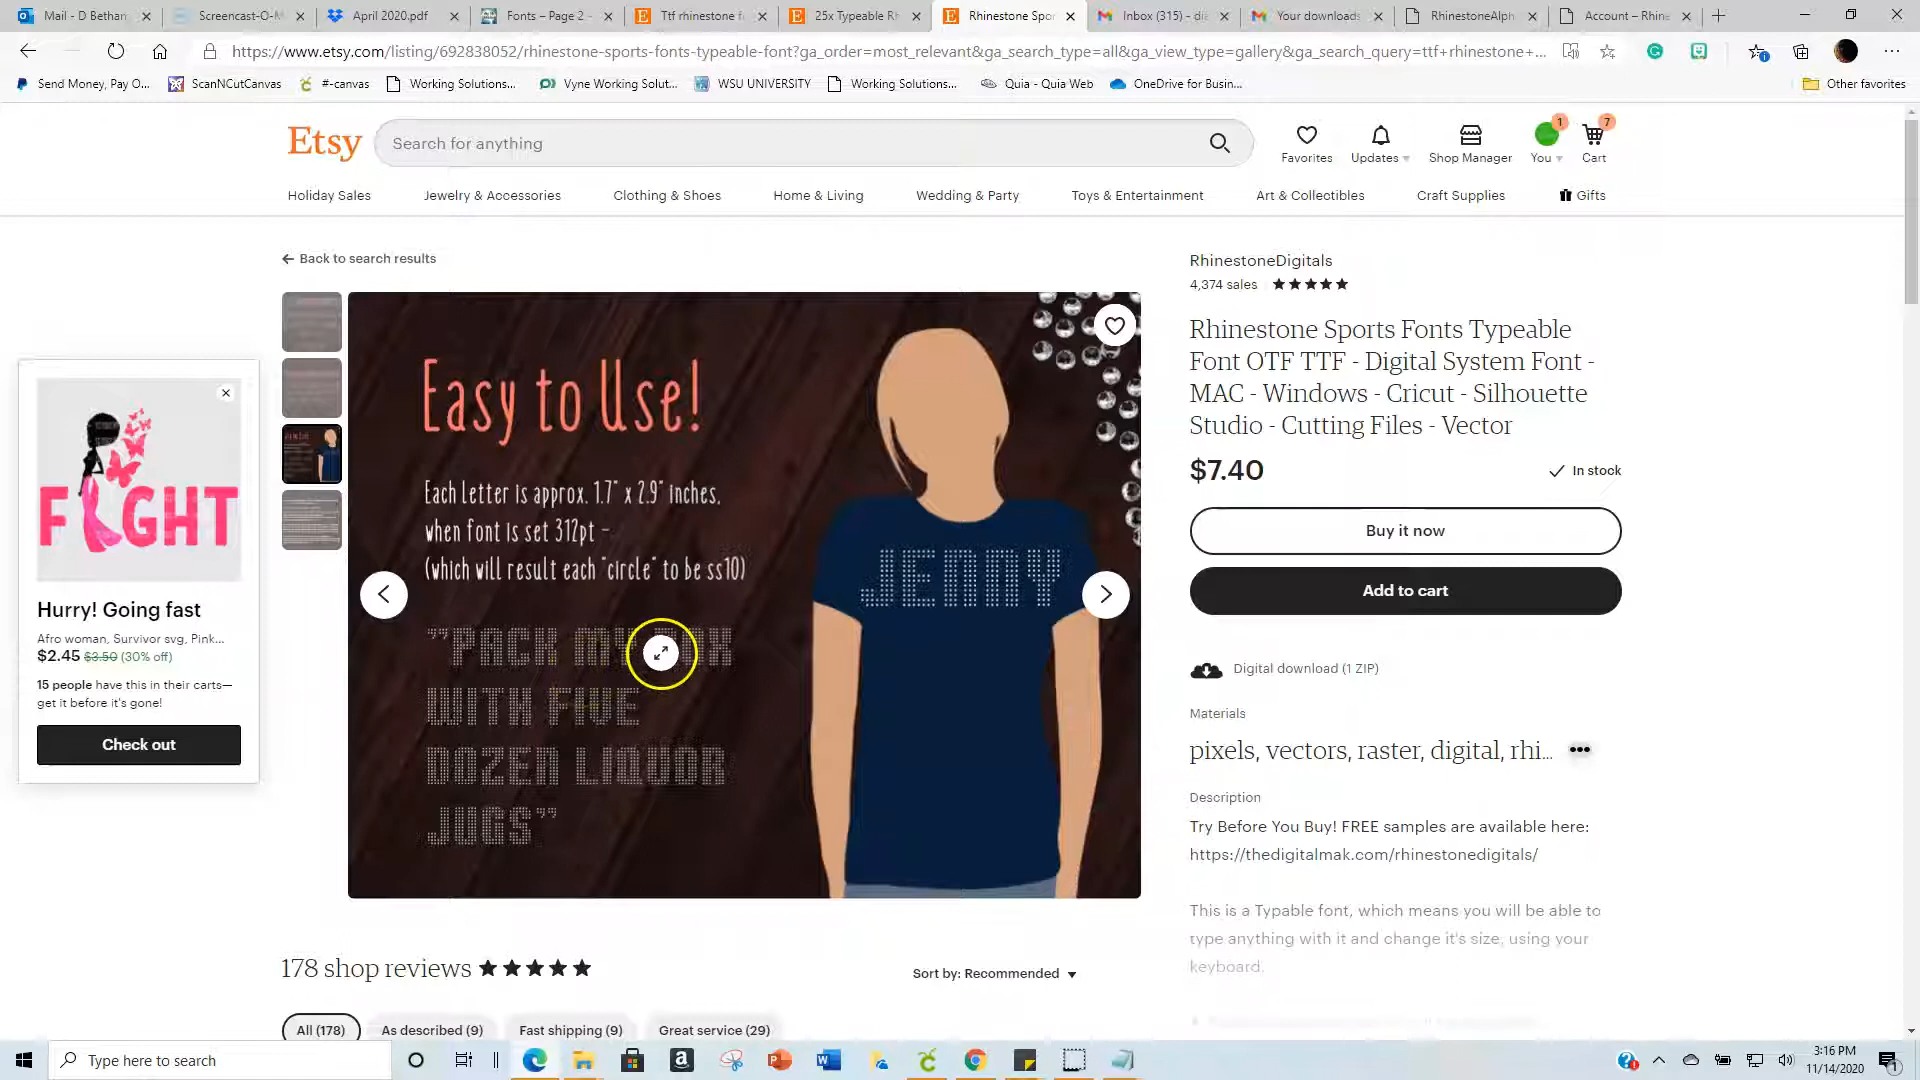 Mail - D Bethan
Screencast-O-M
April 2020.pdf
Fonts – Page 2 -
Ttf rhinestone f
25x Typeable R
Rhinestone Spo
Inbox (315) - di
Your downloads
RhinestoneAlph
Account – Rhine
https://www.etsy.com/listing/692838052/rhinestone-sports-fonts-typeable-font?ga_order=most_relevant&ga_search_type=all&ga_view_type=gallery&ga_search_query=ttf+rhinestone+...
Send Money, Pay O...
ScanNCutCanvas
#-canvas
Working Solutions...
Vyne Working Solut...
WSU UNIVERSITY
Working Solutions...
Quia - Quia Web
OneDrive for Busin...
Other favorites
Etsy
Search for anything
Favorites
Updates
Shop Manager
1
You
7
Cart
Holiday Sales
Jewelry & Accessories
Clothing & Shoes
Home & Living
Wedding & Party
Toys & Entertainment
Art & Collectibles
Craft Supplies
Gifts
Back to search results
FIGHT
Hurry! Going fast
Afro woman, Survivor svg, Pink...
$2.45 $3.50 (30% off)
15 people have this in their carts—
get it before it's gone!
Check out
Easy to Use!
Each Letter is approx. 1.7" x 2.9" inches,
when font is set 312pt -
(which will result each "circle" to be ss10)
"PACK MY BOX
WITH FIVE
DOZEN LIQUOR
JUGS"
JENNY
RhinestoneDigitals
4,374 sales
Rhinestone Sports Fonts Typeable
Font OTF TTF - Digital System Font -
MAC - Windows - Cricut - Silhouette
Studio - Cutting Files - Vector
$7.40
In stock
Buy it now
Add to cart
Digital download (1 ZIP)
Materials
pixels, vectors, raster, digital, rhi...
Description
Try Before You Buy! FREE samples are available here:
https://thedigitalmak.com/rhinestonedigitals/
This is a Typable font, which means you will be able to
type anything with it and change it's size, using your
keyboard.
178 shop reviews
Sort by: Recommended
All (178)
As described (9)
Fast shipping (9)
Great service (29)
Type here to search
3:16 PM
11/14/2020